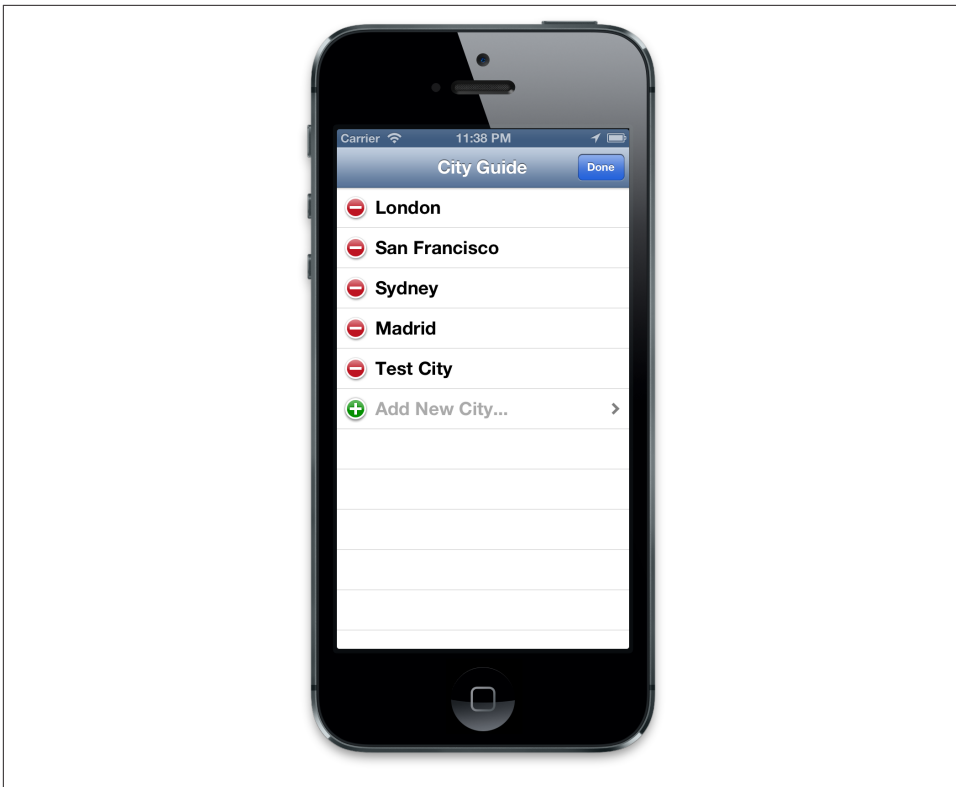 Carrier 11:38 PM
City Guide Done
London
San Francisco
Sydney
Madrid
Test City
Add New City...